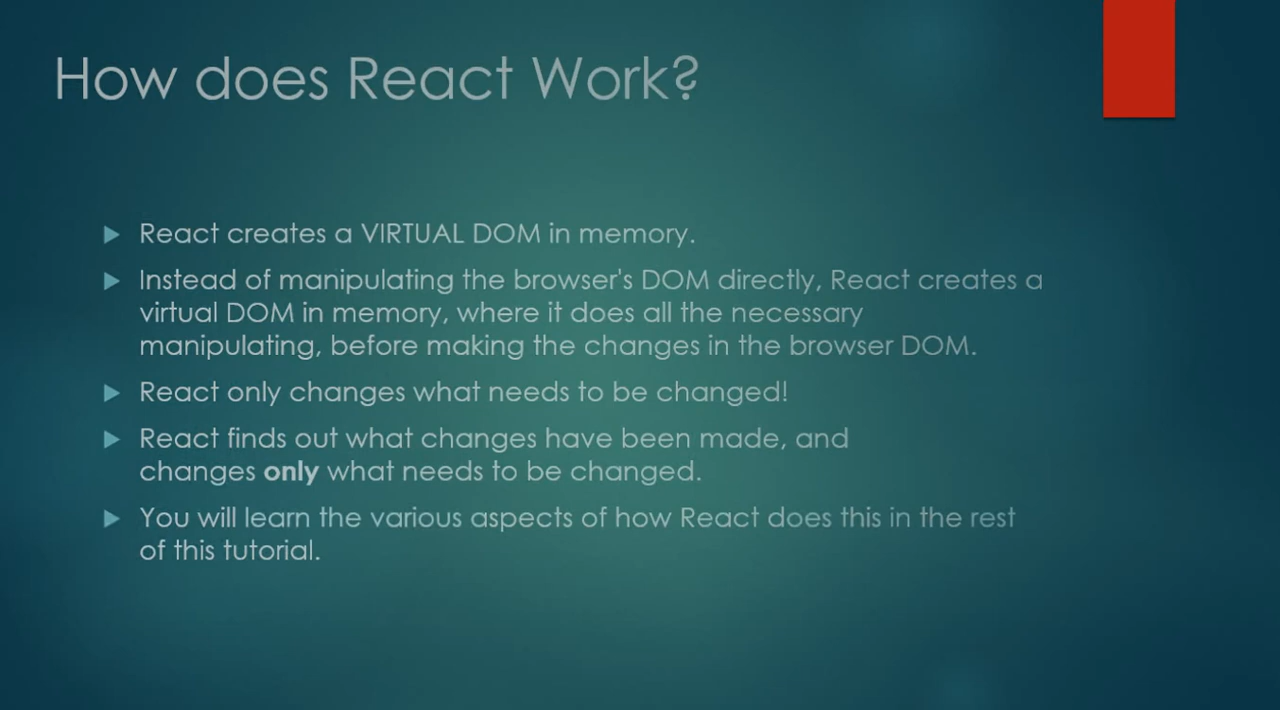 How does React Work?
React creates a VIRTUAL DOM in memory.
Instead of manipulating the browser's DOM directly, React creates a
virtual DOM in memory, where it does all the necessary
manipulating, before making the changes in the browser DOM.
React only changes what needs to be changed!
React finds out what changes have been made, and
changes only what needs to be changed.
You will learn the various aspects of how React does this in the rest
of this tutorial.